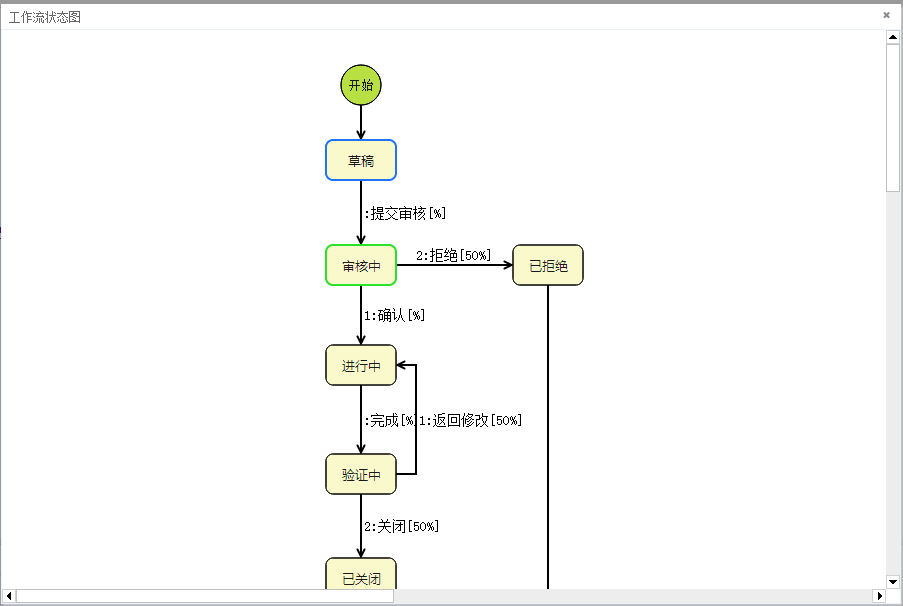 工作流状态图
开始
草稿
:提交审核[%]
审核中
2:拒绝[50%]
已拒绝
1:确认[%]
进行中
:完成[%]
1:返回修改[50%]
验证中
2:关闭[50%]
已关闭